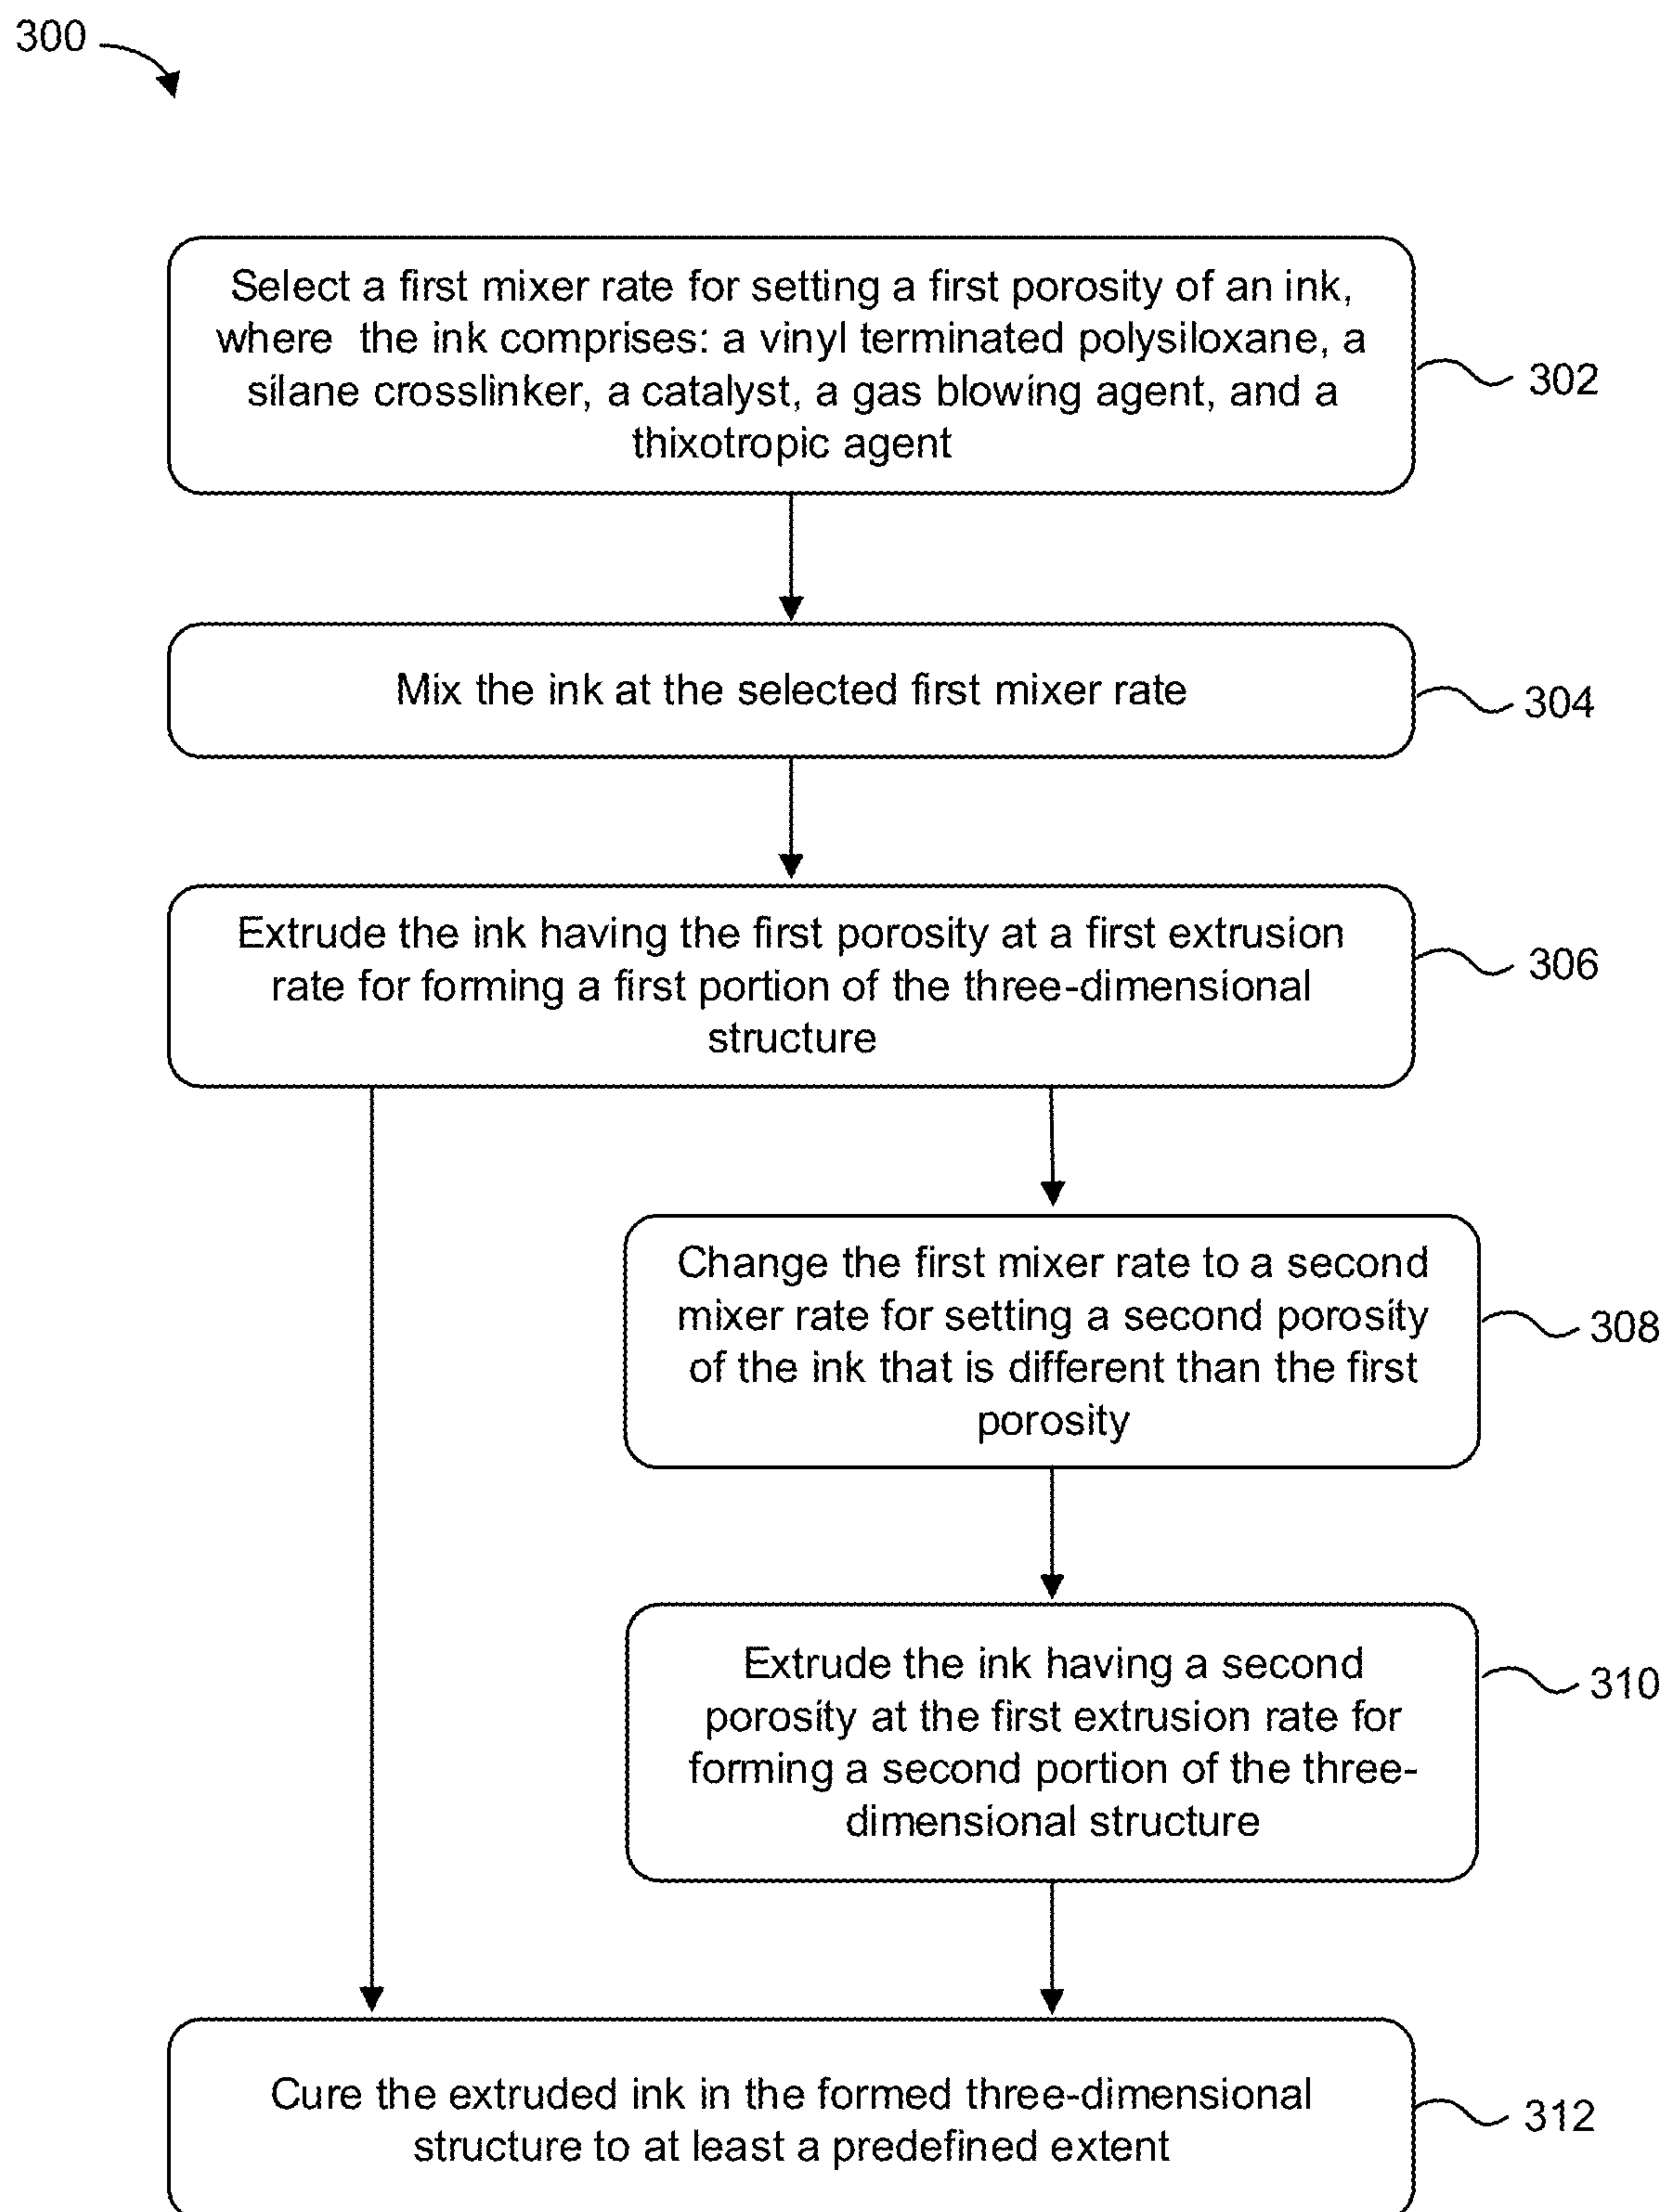 300
Select a first mixer rate for setting a first porosity of an ink,
where the ink comprises: a vinyl terminated polysiloxane, a
silane crosslinker, a catalyst, a gas blowing agent, and a
thixotropic agent
302
Mix the ink at the selected first mixer rate
304
Extrude the ink having the first porosity at a first extrusion
rate for forming a first portion of the three-dimensional
structure
306
Change the first mixer rate to a second
mixer rate for setting a second porosity
of the ink that is different than the first
porosity
308
Extrude the ink having a second
porosity at the first extrusion rate for
forming a second portion of the three-
dimensional structure
310
Cure the extruded ink in the formed three-dimensional
structure to at least a predefined extent
312